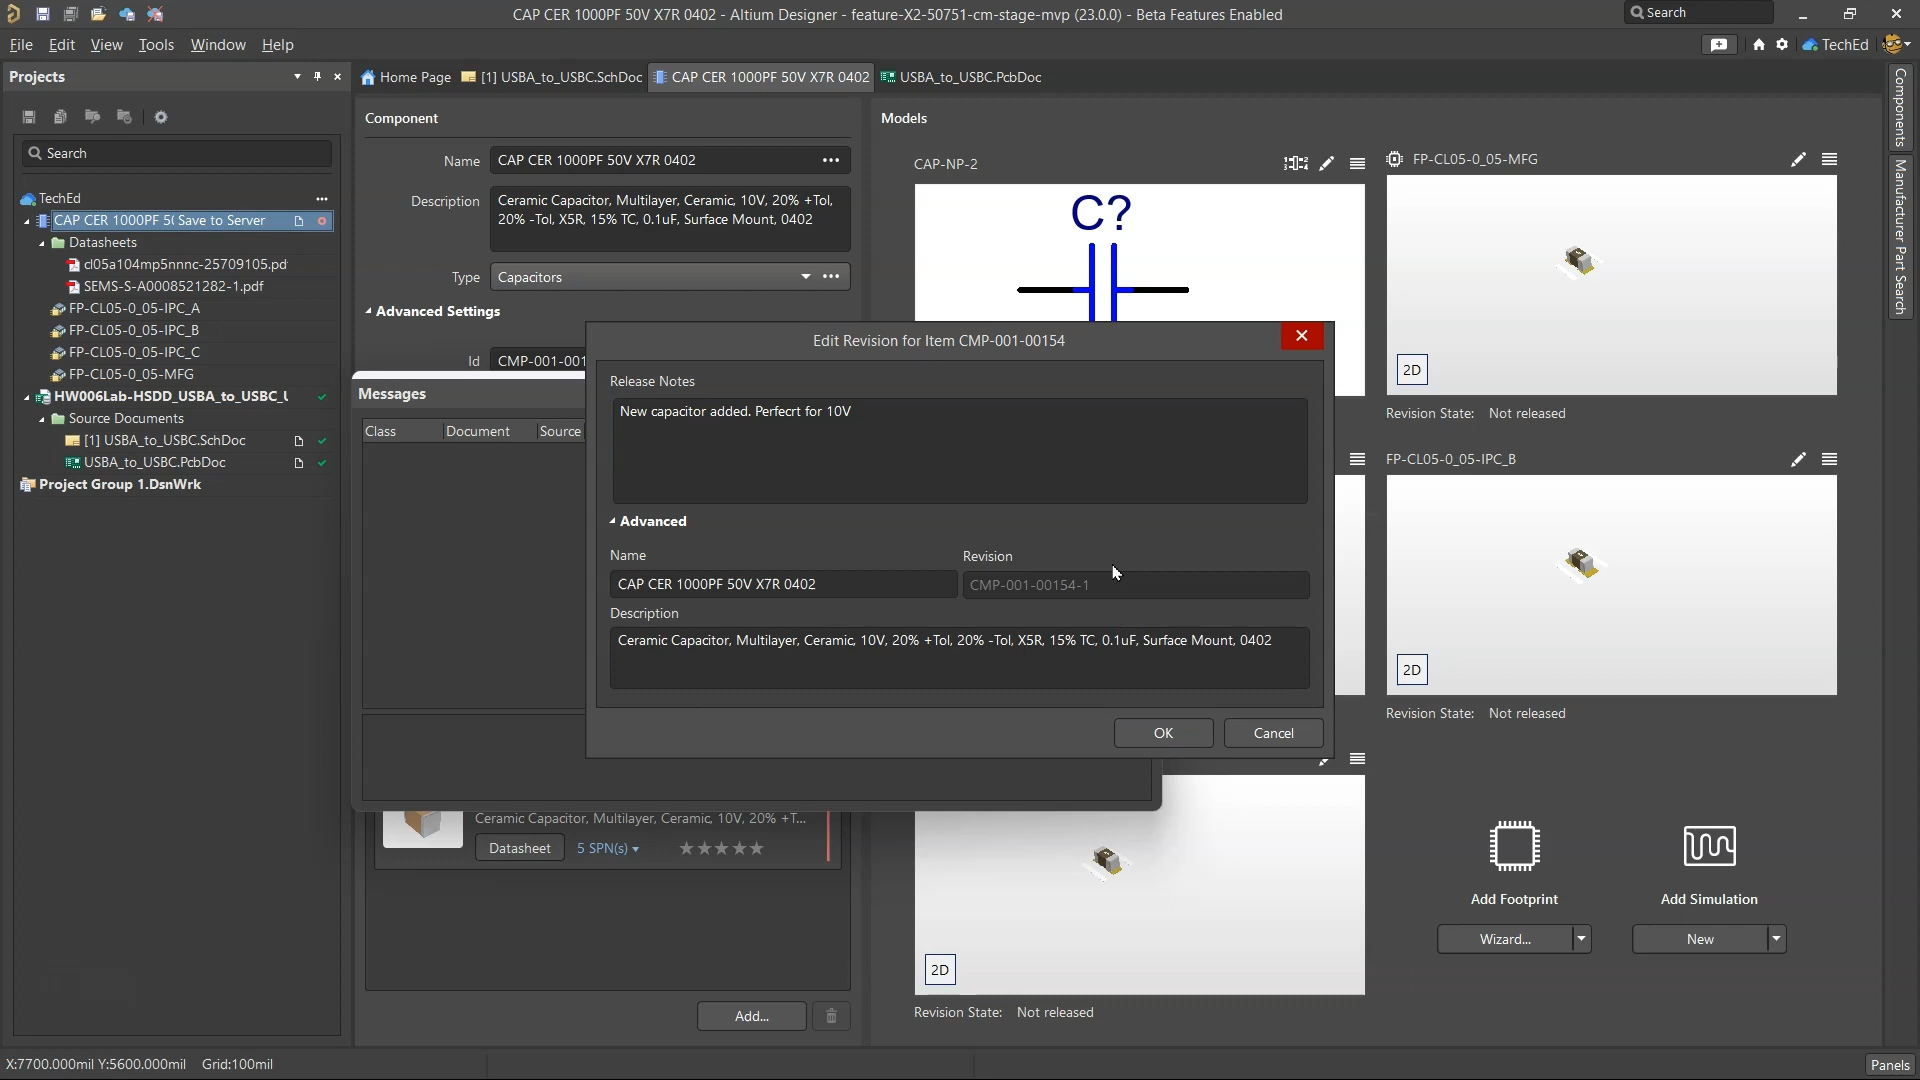 CAP CER 1000PF 50V X7R 0402 - Altium Designer - feature-X2-50751-cm-stage-mvp (23.0.0) - Beta Features Enabled
Search
File Edit View Tools Window Help
TechEd
Projects
Home Page
[1] USBA_to_USBC.SchDoc
CAP CER 1000PF 50V X7R 0402
USBA_to_USBC.PcbDoc
Search
TechEd
CAP CER 1000PF 5( Save to Server
Datasheets
cl05a104mp5nnnc-25709105.pd
SEMS-S-A0008521282-1.pdf
FP-CL05-0_05-IPC_A
FP-CL05-0_05-IPC_B
FP-CL05-0_05-IPC_C
FP-CL05-0_05-MFG
HW006Lab-HSDD_USBA_to_USBC_
Source Documents
[1] USBA_to_USBC.SchDoc
USBA_to_USBC.PcbDoc
Project Group 1.DsnWrk
Component
Name CAP CER 1000PF 50V X7R 0402
Description Ceramic Capacitor, Multilayer, Ceramic, 10V, 20% +Tol,
20% -Tol, X5R, 15% TC, 0.1uF, Surface Mount, 0402
Type Capacitors
Advanced Settings
Id CMP-001-001
Messages
Class Document Source
Ceramic Capacitor, Multilayer, Ceramic, 10V, 20% +T...
Datasheet 5 SPN(s)
Add...
Edit Revision for Item CMP-001-00154
Release Notes
New capacitor added. Perfecrt for 10V
Advanced
Name Revision
CAP CER 1000PF 50V X7R 0402 CMP-001-00154-1
Description
Ceramic Capacitor, Multilayer, Ceramic, 10V, 20% +Tol, 20% -Tol, X5R, 15% TC, 0.1uF, Surface Mount, 0402
OK Cancel
Models
CAP-NP-2
C?
FP-CL05-0_05-MFG
2D
Revision State: Not released
FP-CL05-0_05-IPC_B
2D
Revision State: Not released
2D
Revision State: Not released
Add Footprint
Wizard...
Add Simulation
New
Components
Manufacturer Part Search
X:7700.000mil Y:5600.000mil Grid:100mil
Panels